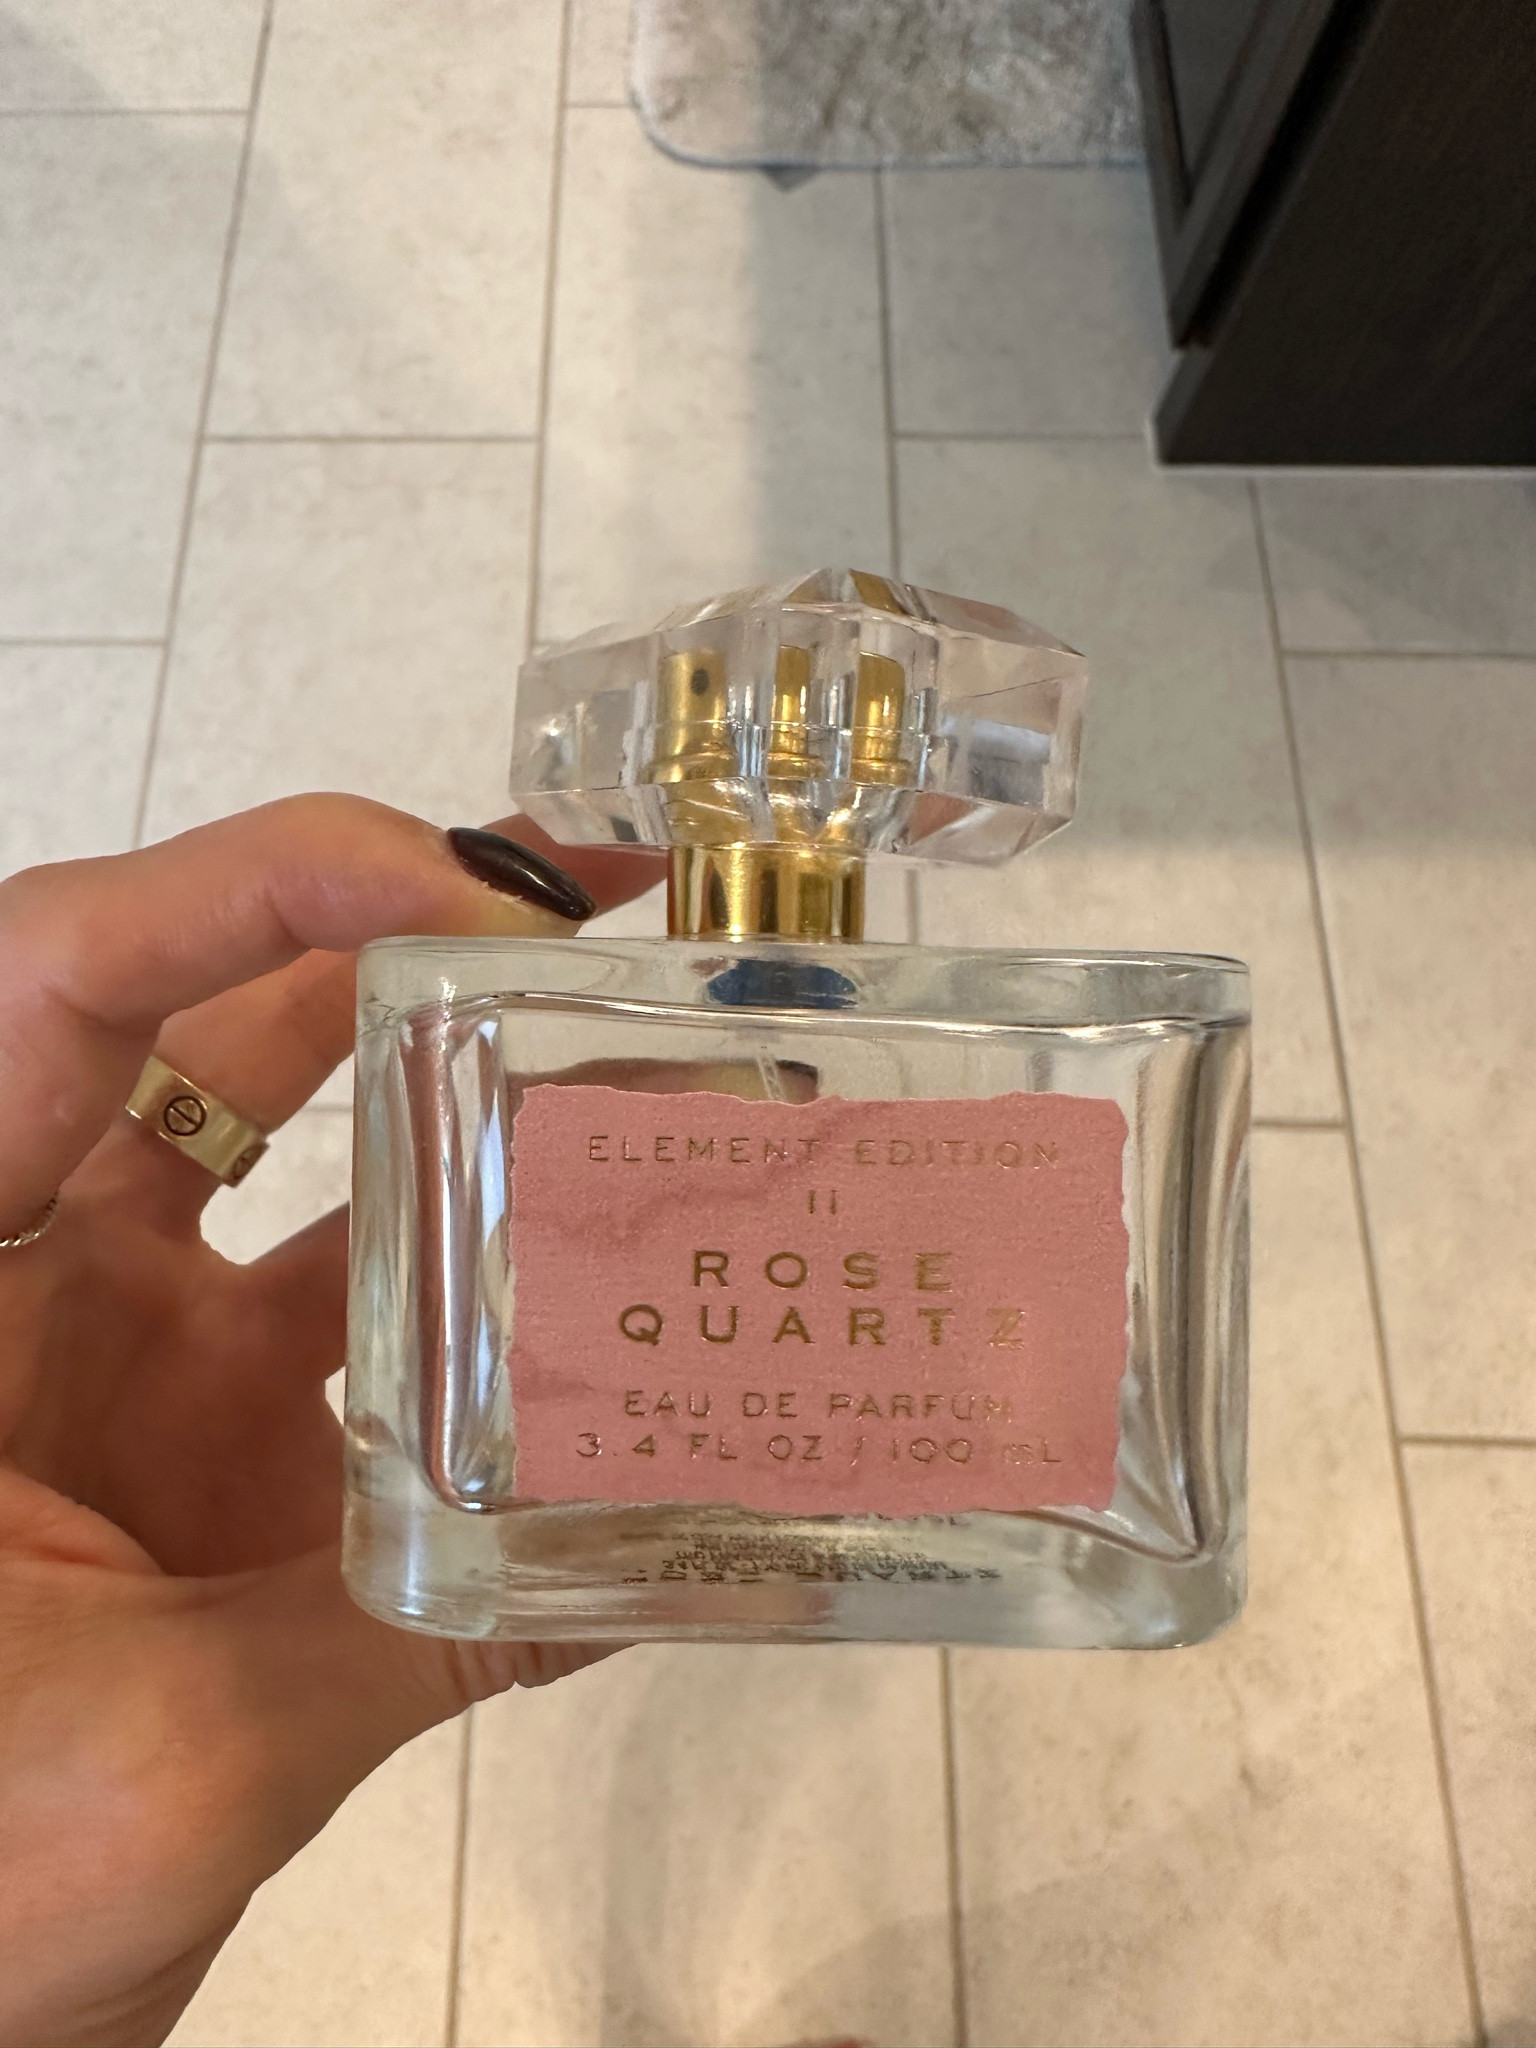 ELEMENT EDITION
II
ROSE
QUARTZ
EAU DE PARFUM
3.4 FL OZ / 100 mL